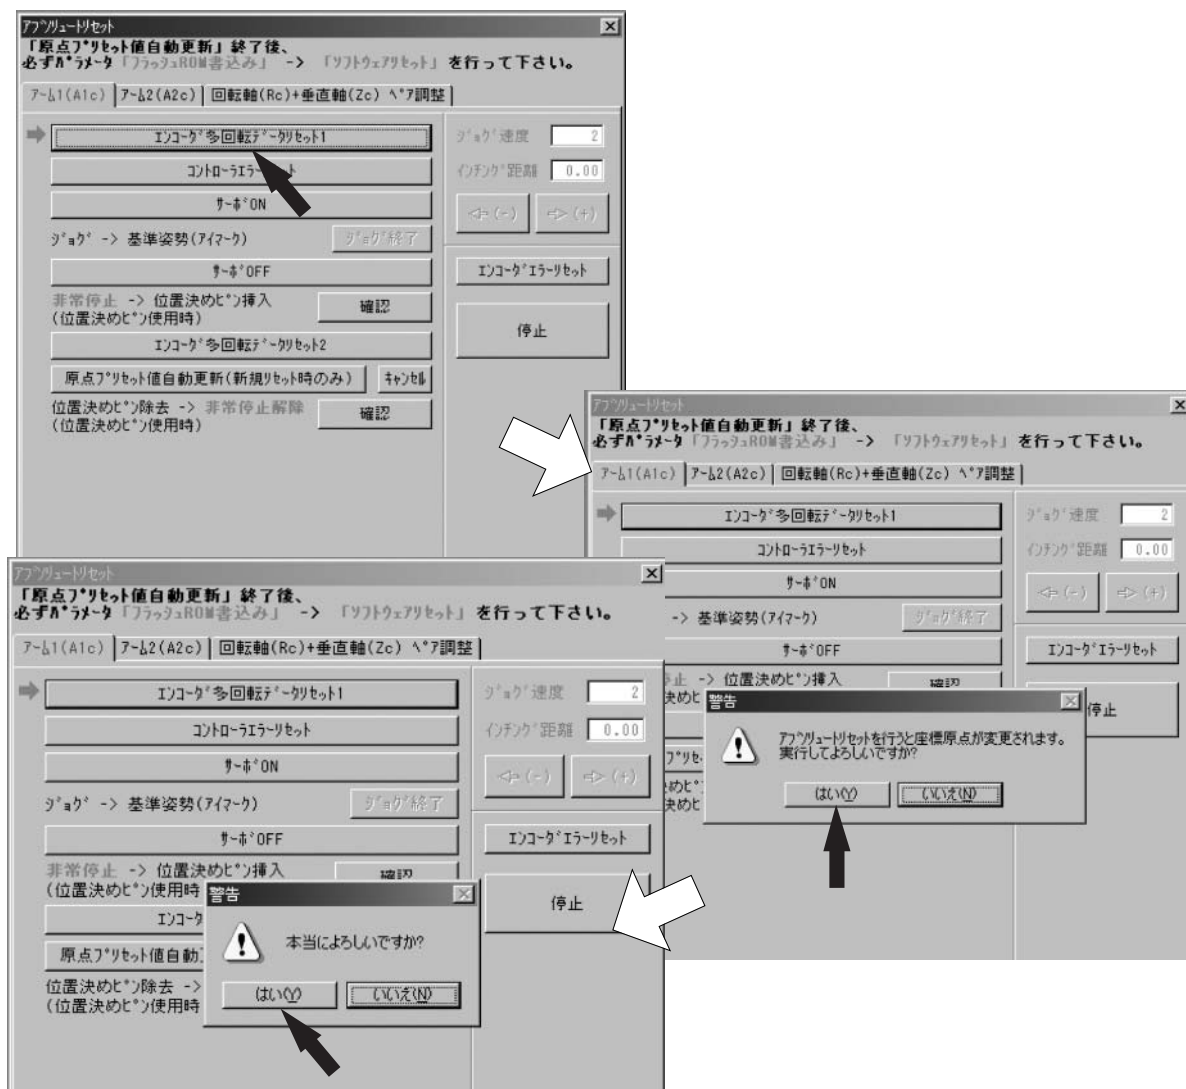 アブソリュートリセット
「原点プリセット値自動更新」終了後、
必ずパラメータ「フラッシュROM書込み」 -> 「ソフトウェアリセット」を行って下さい。
アーム1(A1c) アーム2(A2c) 回転軸(Rc)+垂直軸(Zc) ペア調整
エンコーダ多回転データリセット1
コントローラエラー ット
サーボON
ジョグ -> 基準姿勢(アイマーク) ジョグ終了
サーボOFF
非常停止 -> 位置決めピン挿入
(位置決めピン使用時)
確認
エンコーダ多回転データリセット2
原点プリセット値自動更新(新規リセット時のみ) キャンセル
位置決めピン除去 -> 非常停止解除
(位置決めピン使用時)
確認
ジョグ速度 2
インチング距離 0.00
(-) (+)
エンコーダエラーリセット
停止
アブソリュートリセット
「原点プリセット値自動更新」終了後、
必ずパラメータ「フラッシュROM書込み」 -> 「ソフトウェアリセット」を行って下さい。
アーム1(A1c) アーム2(A2c) 回転軸(Rc)+垂直軸(Zc) ペア調整
エンコーダ多回転データリセット1
コントローラエラーリセット
サーボON
-> 基準姿勢(アイマーク) ジョグ終了
サーボOFF
停止 -> 位置決めピン挿入
確認
ジョグ速度 2
インチング距離 0.00
(-) (+)
エンコーダエラーリセット
停止
警告
アブソリュートリセットを行うと座標原点が変更されます。
実行してよろしいですか?
はい(Y) いいえ(N)
アブソリュートリセット
「原点プリセット値自動更新」終了後、
必ずパラメータ「フラッシュROM書込み」 -> 「ソフトウェアリセット」を行って下さい。
アーム1(A1c) アーム2(A2c) 回転軸(Rc)+垂直軸(Zc) ペア調整
エンコーダ多回転データリセット1
コントローラエラーリセット
サーボON
ジョグ -> 基準姿勢(アイマーク) ジョグ終了
サーボOFF
非常停止 -> 位置決めピン挿入
(位置決めピン使用時
確認
エンコーダ
原点プリセット値自動
位置決めピン除去 ->
(位置決めピン使用時
ジョグ速度 2
インチング距離 0.00
(-) (+)
エンコーダエラーリセット
停止
警告
本当によろしいですか?
はい(Y) いいえ(N)